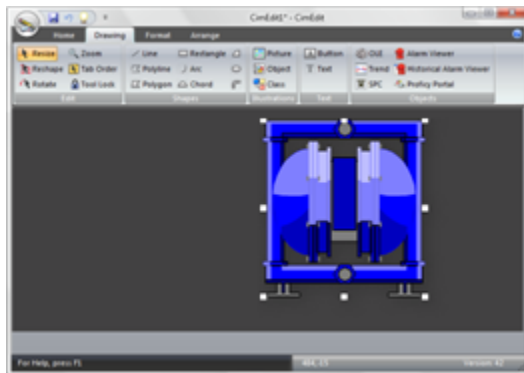 CimEdit1* - CimEdit
Home Drawing Format Arrange
Resize Zoom Line Rectangle Picture Button OLE Alarm Viewer
Reshape Tab Order Polyline Arc Object Text Trend Historical Alarm Viewer
Rotate Tool Lock Polygon Chord Class SPC Proficy Portal
Edit Shapes Illustrations Text Objects
For Help, press F1